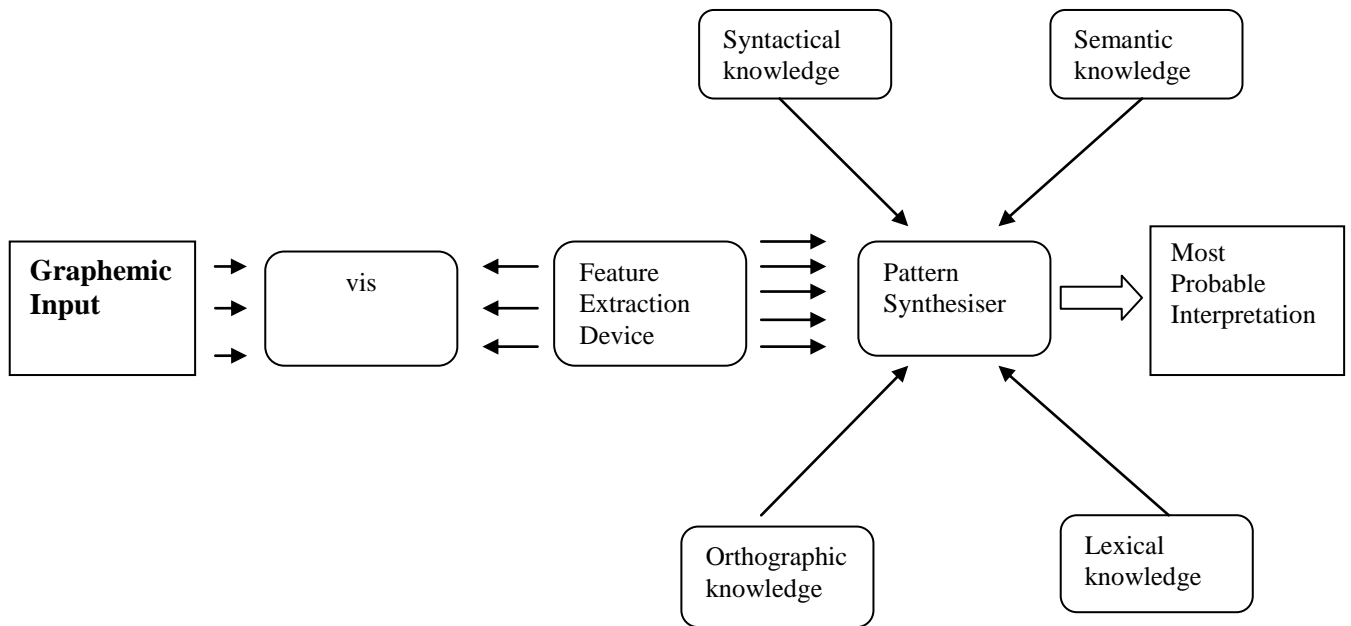 Syntactical
knowledge
Semantic
knowledge
Graphemic
Input
vis
Feature
Extraction
Device
Pattern
Synthesiser
Most
Probable
Interpretation
Orthographic
knowledge
Lexical
knowledge